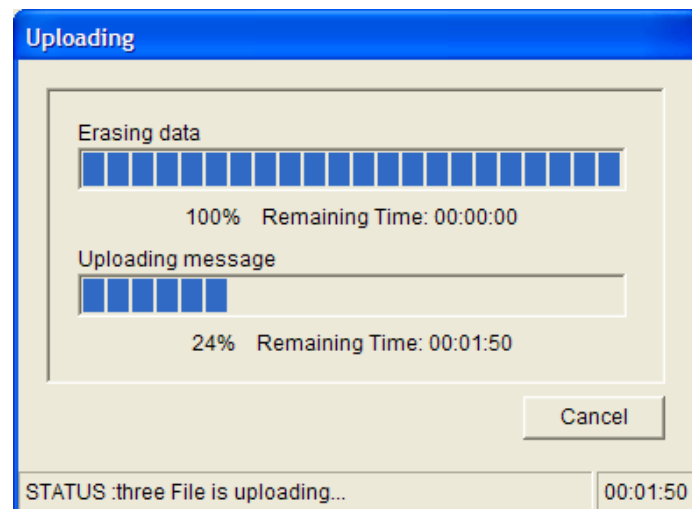 Uploading
Erasing data
100% Remaining Time: 00:00:00
Uploading message
24% Remaining Time: 00:01:50
Cancel
STATUS :three File is uploading... 00:01:50